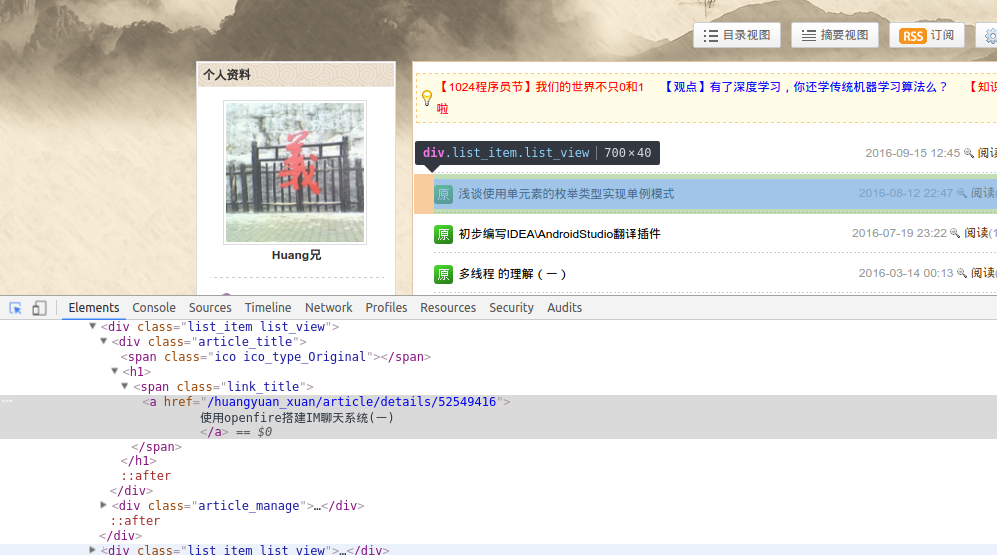 目录视图 摘要视图 RSS 订阅
个人资料
【1024程序员节】我们的世界不只0和1 【观点】有了深度学习，你还学传统机器学习算法么？ 【知识
啦
義
div.list_item.list_view 700×40
2016-09-15 12:45 阅读
原 浅谈使用单元素的枚举类型实现单例模式 2016-08-12 22:47 阅读(
原 初步编写IDEA\AndroidStudio翻译插件 2016-07-19 23:22 阅读(1
Huang兄
原 多线程 的理解（一） 2016-03-14 00:13 阅读(
Elements Console Sources Timeline Network Profiles Resources Security Audits
<div class="list_item list_view">
<div class="article_title">
<span class="ico ico_type_Original"></span>
<h1>
<span class="link_title">
<a href="/huangyuan_xuan/article/details/52549416">
使用openfire搭建IM聊天系统(一)
</a> == $0
</span>
</h1>
::after
</div>
<div class="article_manage">…</div>
::after
</div>
<div class="list_item list_view">…</div>